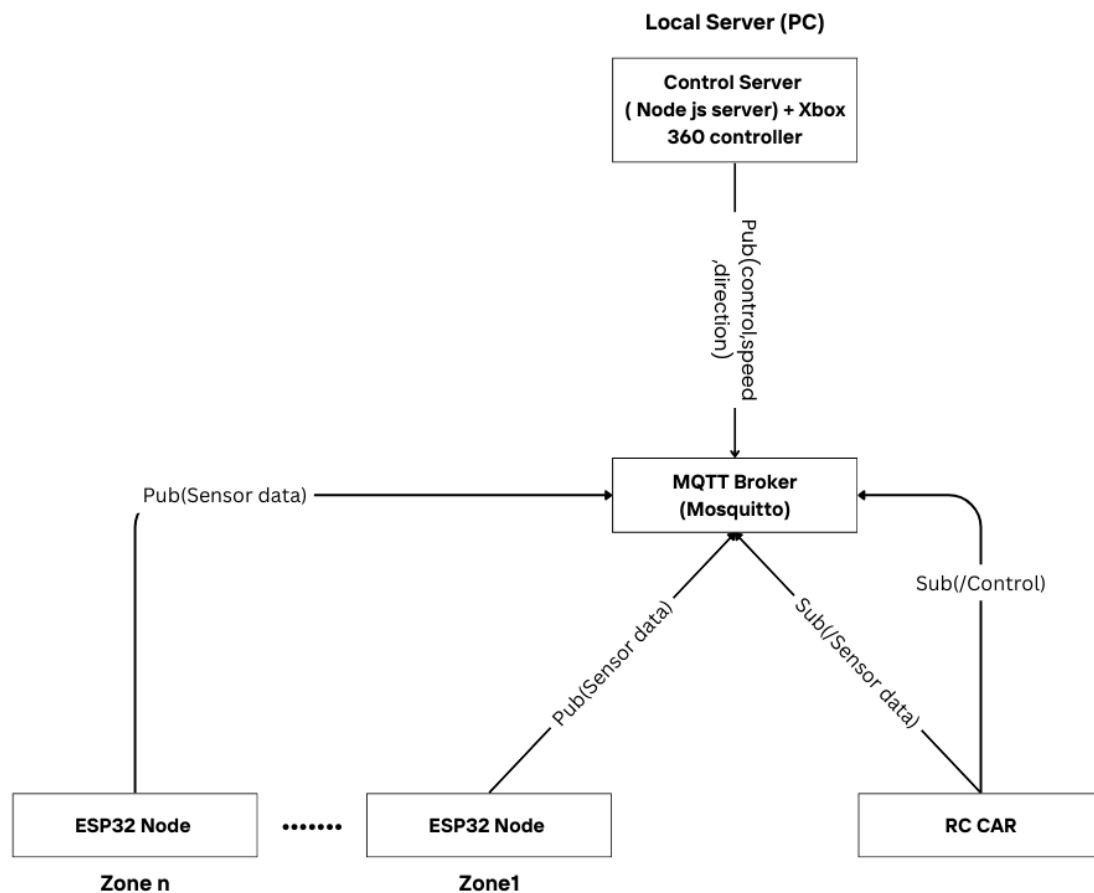 Local Server (PC)
Control Server
( Node js server) + Xbox
360 controller
Pub(control,speed
,direction)
MQTT Broker
(Mosquitto)
Pub(Sensor data)
Sub(/Control)
Pub(Sensor data)
Sub(/Sensor data)
ESP32 Node
.......
ESP32 Node
RC CAR
Zone n
Zone1